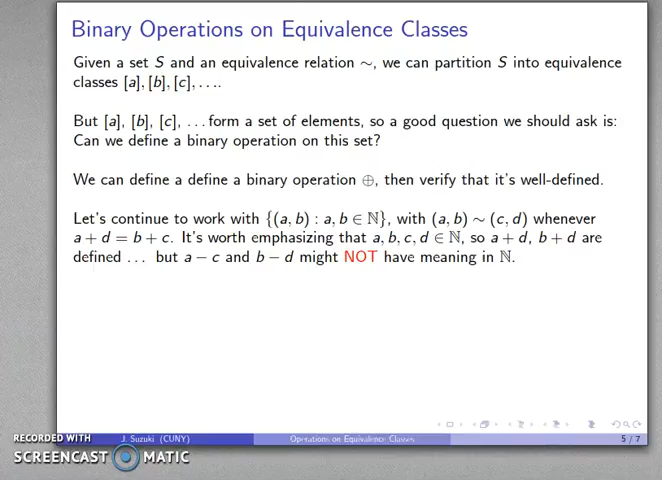 Binary Operations on Equivalence Classes
Given a set S and an equivalence relation ∼, we can partition S into equivalence
classes [a], [b], [c], ....
But [a], [b], [c], ... form a set of elements, so a good question we should ask is:
Can we define a binary operation on this set?
We can define a define a binary operation ⊕, then verify that it's well-defined.
Let's continue to work with {(a, b) : a, b ∈ ℕ}, with (a, b) ∼ (c, d) whenever
a + d = b + c. It's worth emphasizing that a, b, c, d ∈ ℕ, so a + d, b + d are
defined ... but a − c and b − d might NOT have meaning in ℕ.
RECORDED WITH
SCREENCAST MATIC
J. Suzuki (CUNY)
Operations on Equivalence Classes
5 / 7